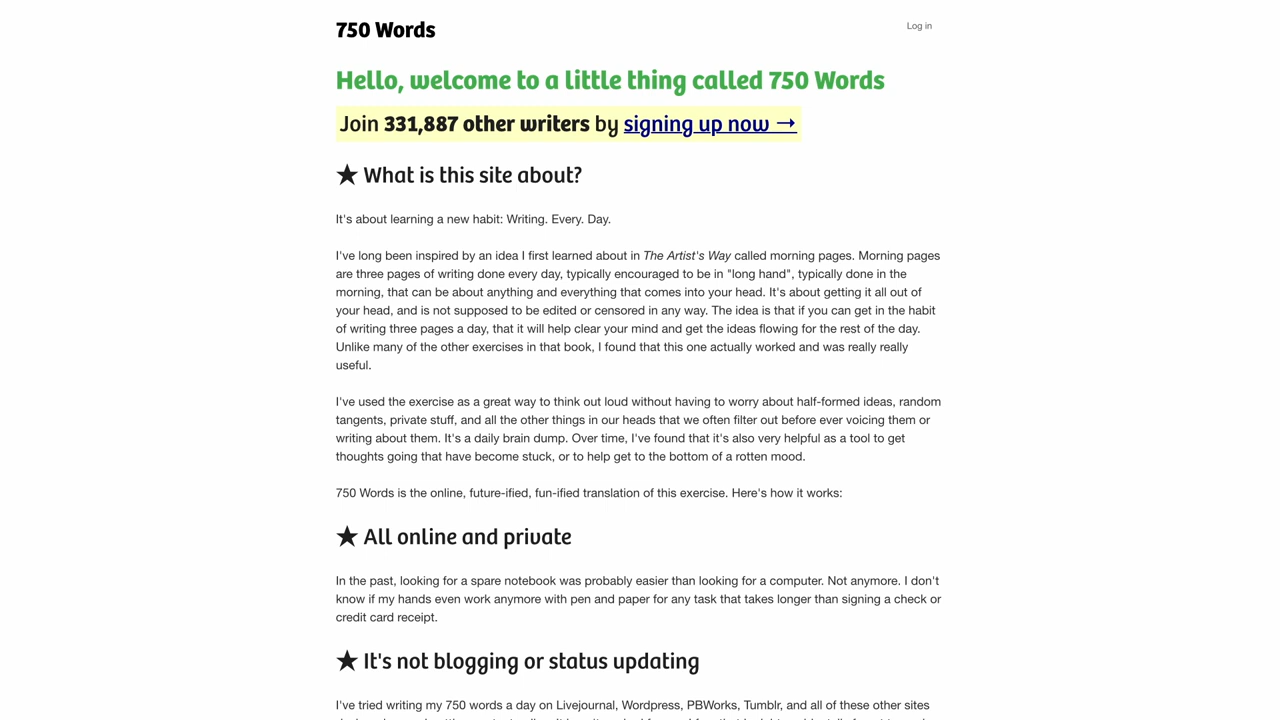 750 Words
Log in
Hello, welcome to a little thing called 750 Words
Join 331,887 other writers by signing up now →
★ What is this site about?
It's about learning a new habit: Writing. Every. Day.
I've long been inspired by an idea I first learned about in The Artist's Way called morning pages. Morning pages
are three pages of writing done every day, typically encouraged to be in "long hand", typically done in the
morning, that can be about anything and everything that comes into your head. It's about getting it all out of
your head, and is not supposed to be edited or censored in any way. The idea is that if you can get in the habit
of writing three pages a day, that it will help clear your mind and get the ideas flowing for the rest of the day.
Unlike many of the other exercises in that book, I found that this one actually worked and was really really
useful.
I've used the exercise as a great way to think out loud without having to worry about half-formed ideas, random
tangents, private stuff, and all the other things in our heads that we often filter out before ever voicing them or
writing about them. It's a daily brain dump. Over time, I've found that it's also very helpful as a tool to get
thoughts going that have become stuck, or to help get to the bottom of a rotten mood.
750 Words is the online, future-ified, fun-ified translation of this exercise. Here's how it works:
★ All online and private
In the past, looking for a spare notebook was probably easier than looking for a computer. Not anymore. I don't
know if my hands even work anymore with pen and paper for any task that takes longer than signing a check or
credit card receipt.
★ It's not blogging or status updating
I've tried writing my 750 words a day on Livejournal, Wordpress, PBWorks, Tumblr, and all of these other sites